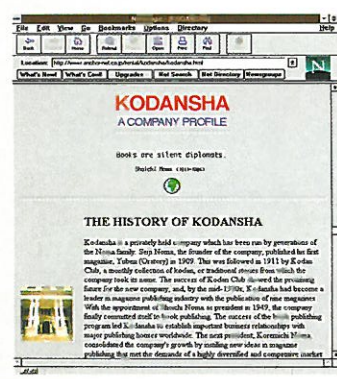 File Edit View Go Bookmarks Options Directory Help
Back Home Reload Open Print Find
Location:
What's New! What's Cool! Upgrades Net Search Net Directory Newsgroups
N
KODANSHA
A COMPANY PROFILE
Books are silent diplomats.
Shoichi Noma
THE HISTORY OF KODANSHA
Kodansha is a privately held company which has been run by generations of
the Noma family. Seiji Noma, the founder of the company, published his first
magazine, Yuben (Oratory) in 1909. This was followed in 1911 by Kodan
Club, a monthly collection of kodan, or traditional stories from which the
company took its name. The success of Kodan Club showed the promising
future for the new company, and, by the mid-1920s, Kodansha had become a
leader in magazine publishing industry with the publication of nine magazines
With the appointment of Shoichi Noma as president in 1949, the company
finally committed itself to book publishing. The success of the book publishing
program led Kodansha to establish important business relationships with
major publishing houses worldwide. The next president, Koremichi Noma,
consolidated the company's growth by instilling new ideas in magazine
publishing that met the demands of a highly diversified and competitive market